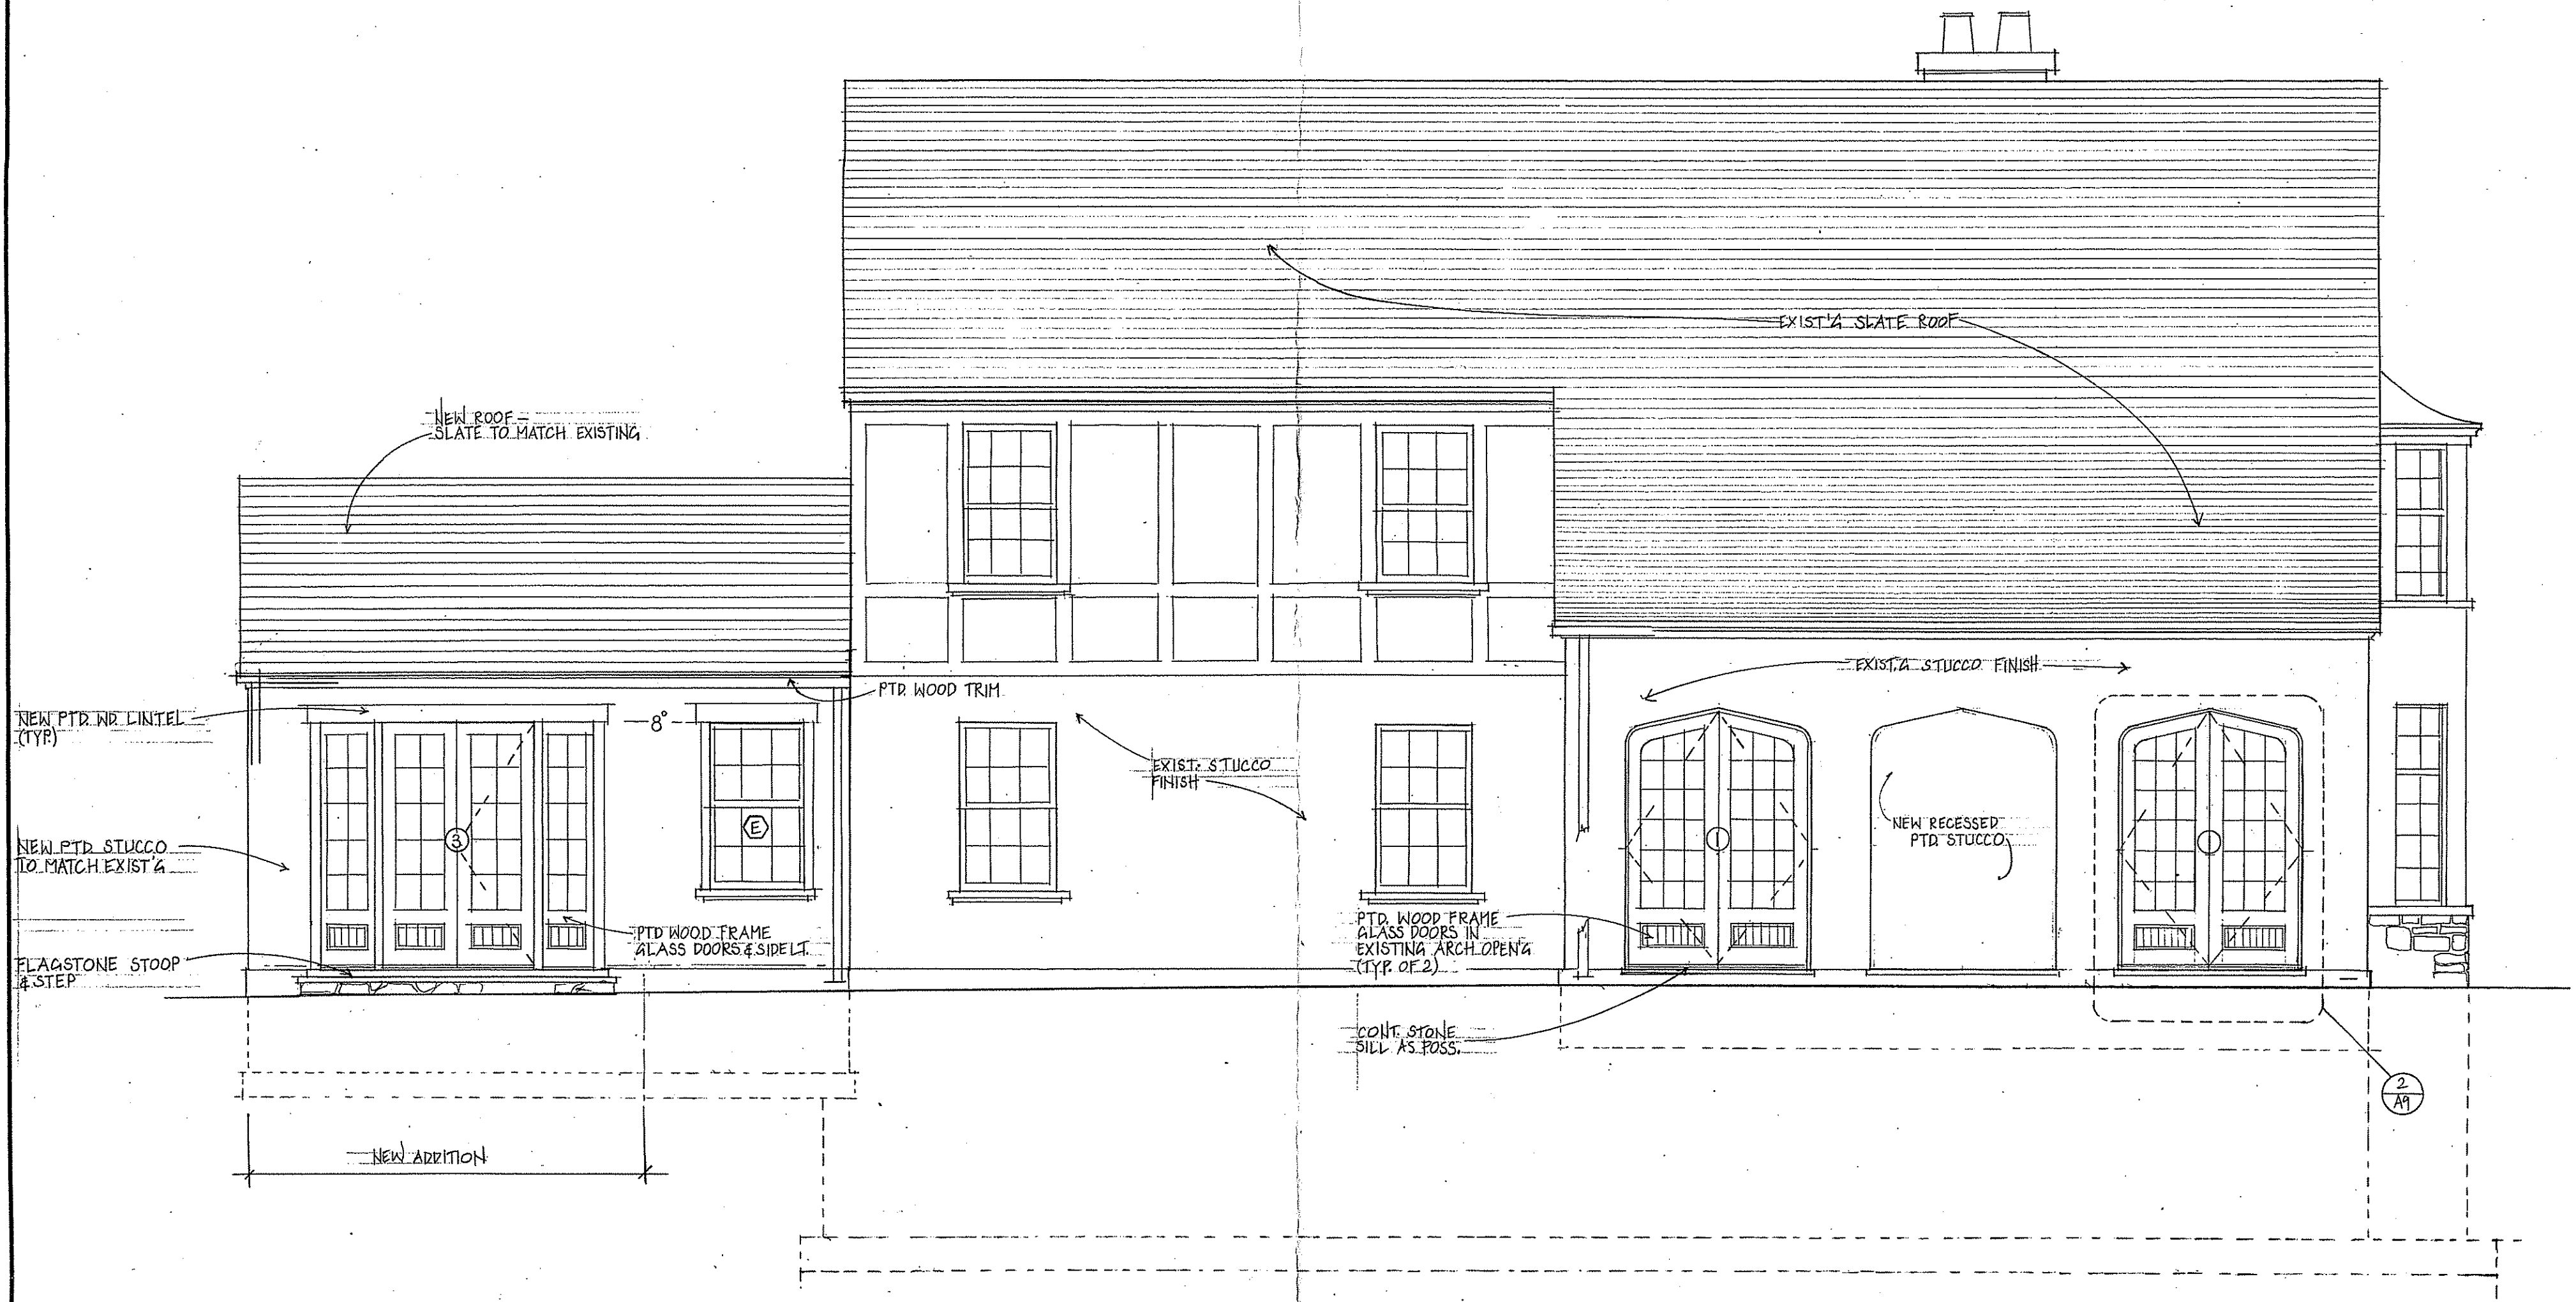 EXIST'G SLATE ROOF
NEW ROOF –
SLATE TO MATCH EXISTING
EXIST.G STUCCO FINISH
PTD. WOOD TRIM
NEW PTD. WD. LINTEL
(TYP.)
8°
EXIST. STUCCO
FINISH
NEW RECESSED
PTD. STUCCO
E
3
1
1
NEW PTD STUCCO
TO MATCH EXIST'G
PTD WOOD FRAME
GLASS DOORS & SIDELT.
PTD. WOOD FRAME
GLASS DOORS IN
EXISTING ARCH OPEN'G
(TYP. OF 2)
FLAGSTONE STOOP
& STEP
CONT. STONE
SILL AS POSS.
2
A9
NEW ADDITION